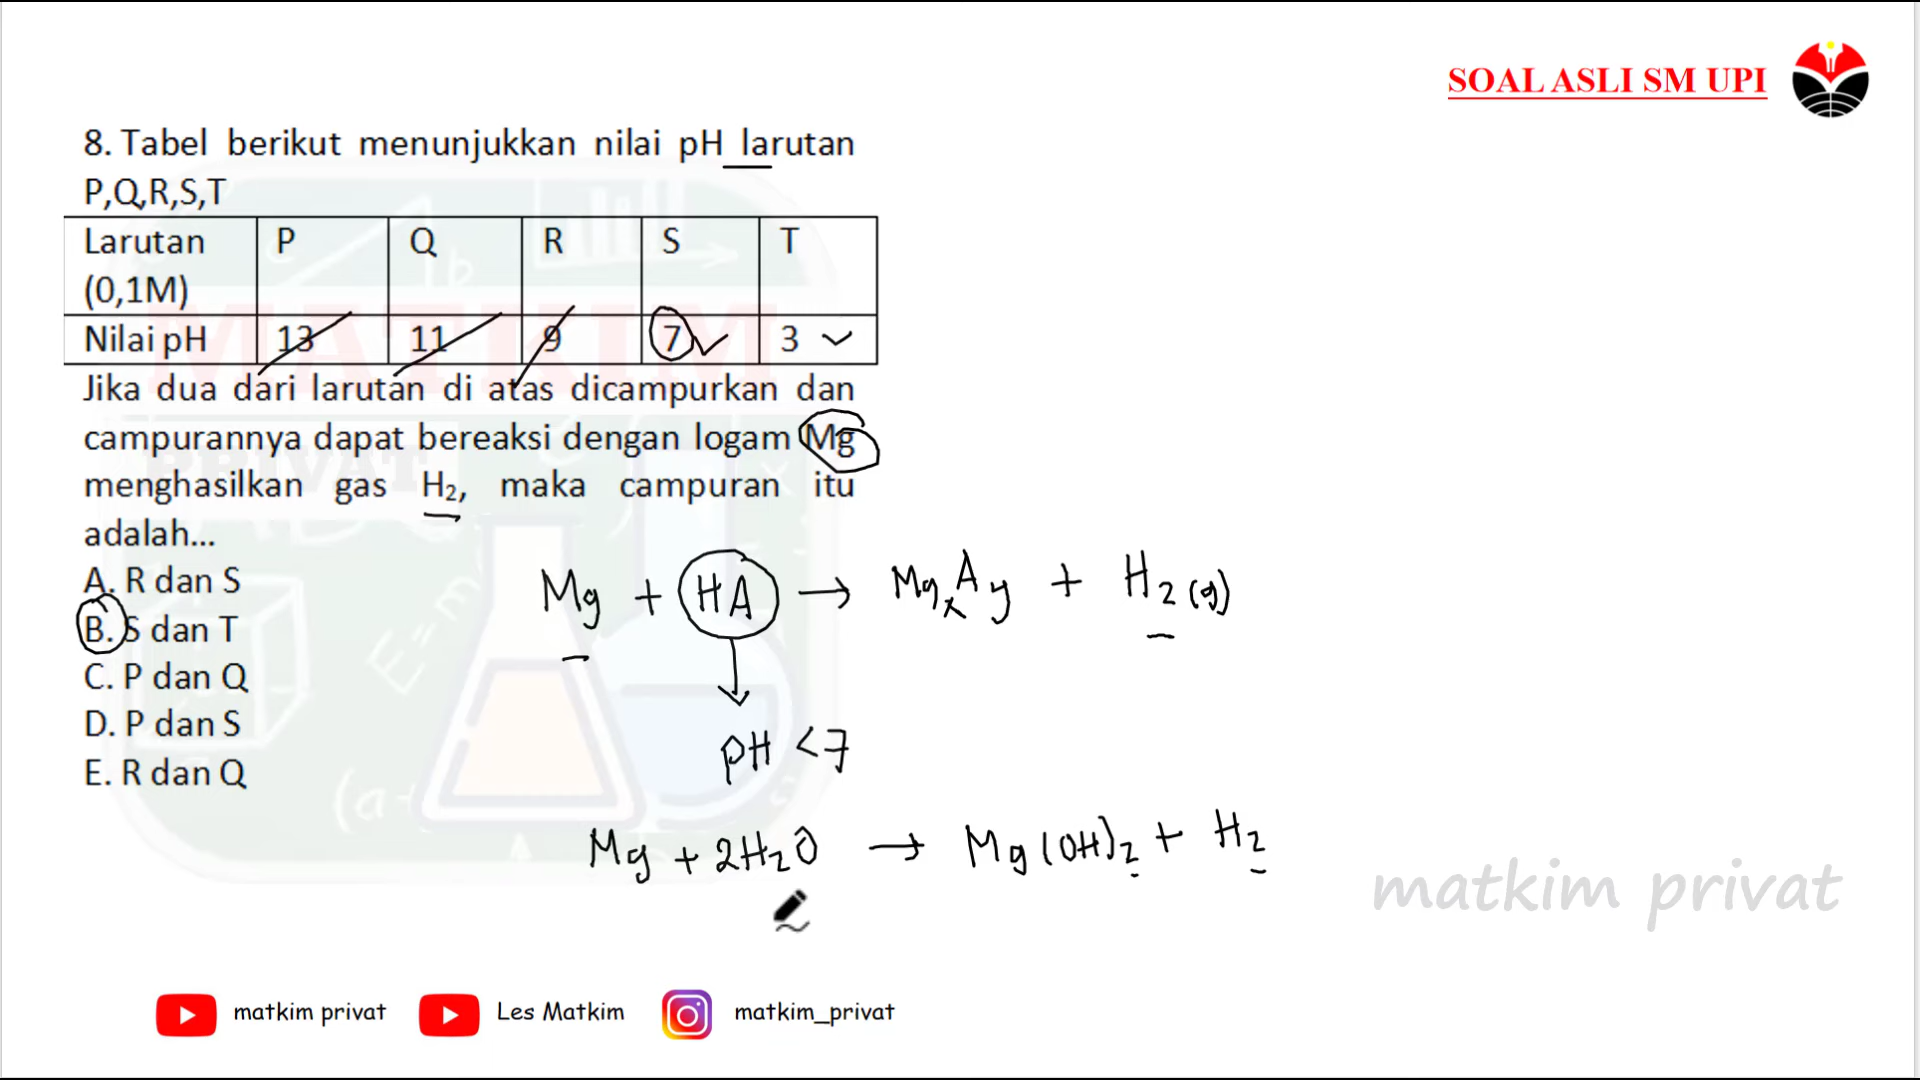 SOAL ASLI SM UPI
8. Tabel berikut menunjukkan nilai pH larutan
P,Q,R,S,T
Larutan (0,1M) P Q R S T
Nilai pH 13 11 9 7 3
Jika dua dari larutan di atas dicampurkan dan
campurannya dapat bereaksi dengan logam Mg
menghasilkan gas H₂, maka campuran itu
adalah...
A. R dan S
B. S dan T
C. P dan Q
D. P dan S
E. R dan Q
Mg + HA → MgxAy + H₂(g)
pH <7
Mg + 2H₂O → Mg(OH)₂ + H₂
matkim privat
matkim privat Les Matkim matkim_privat